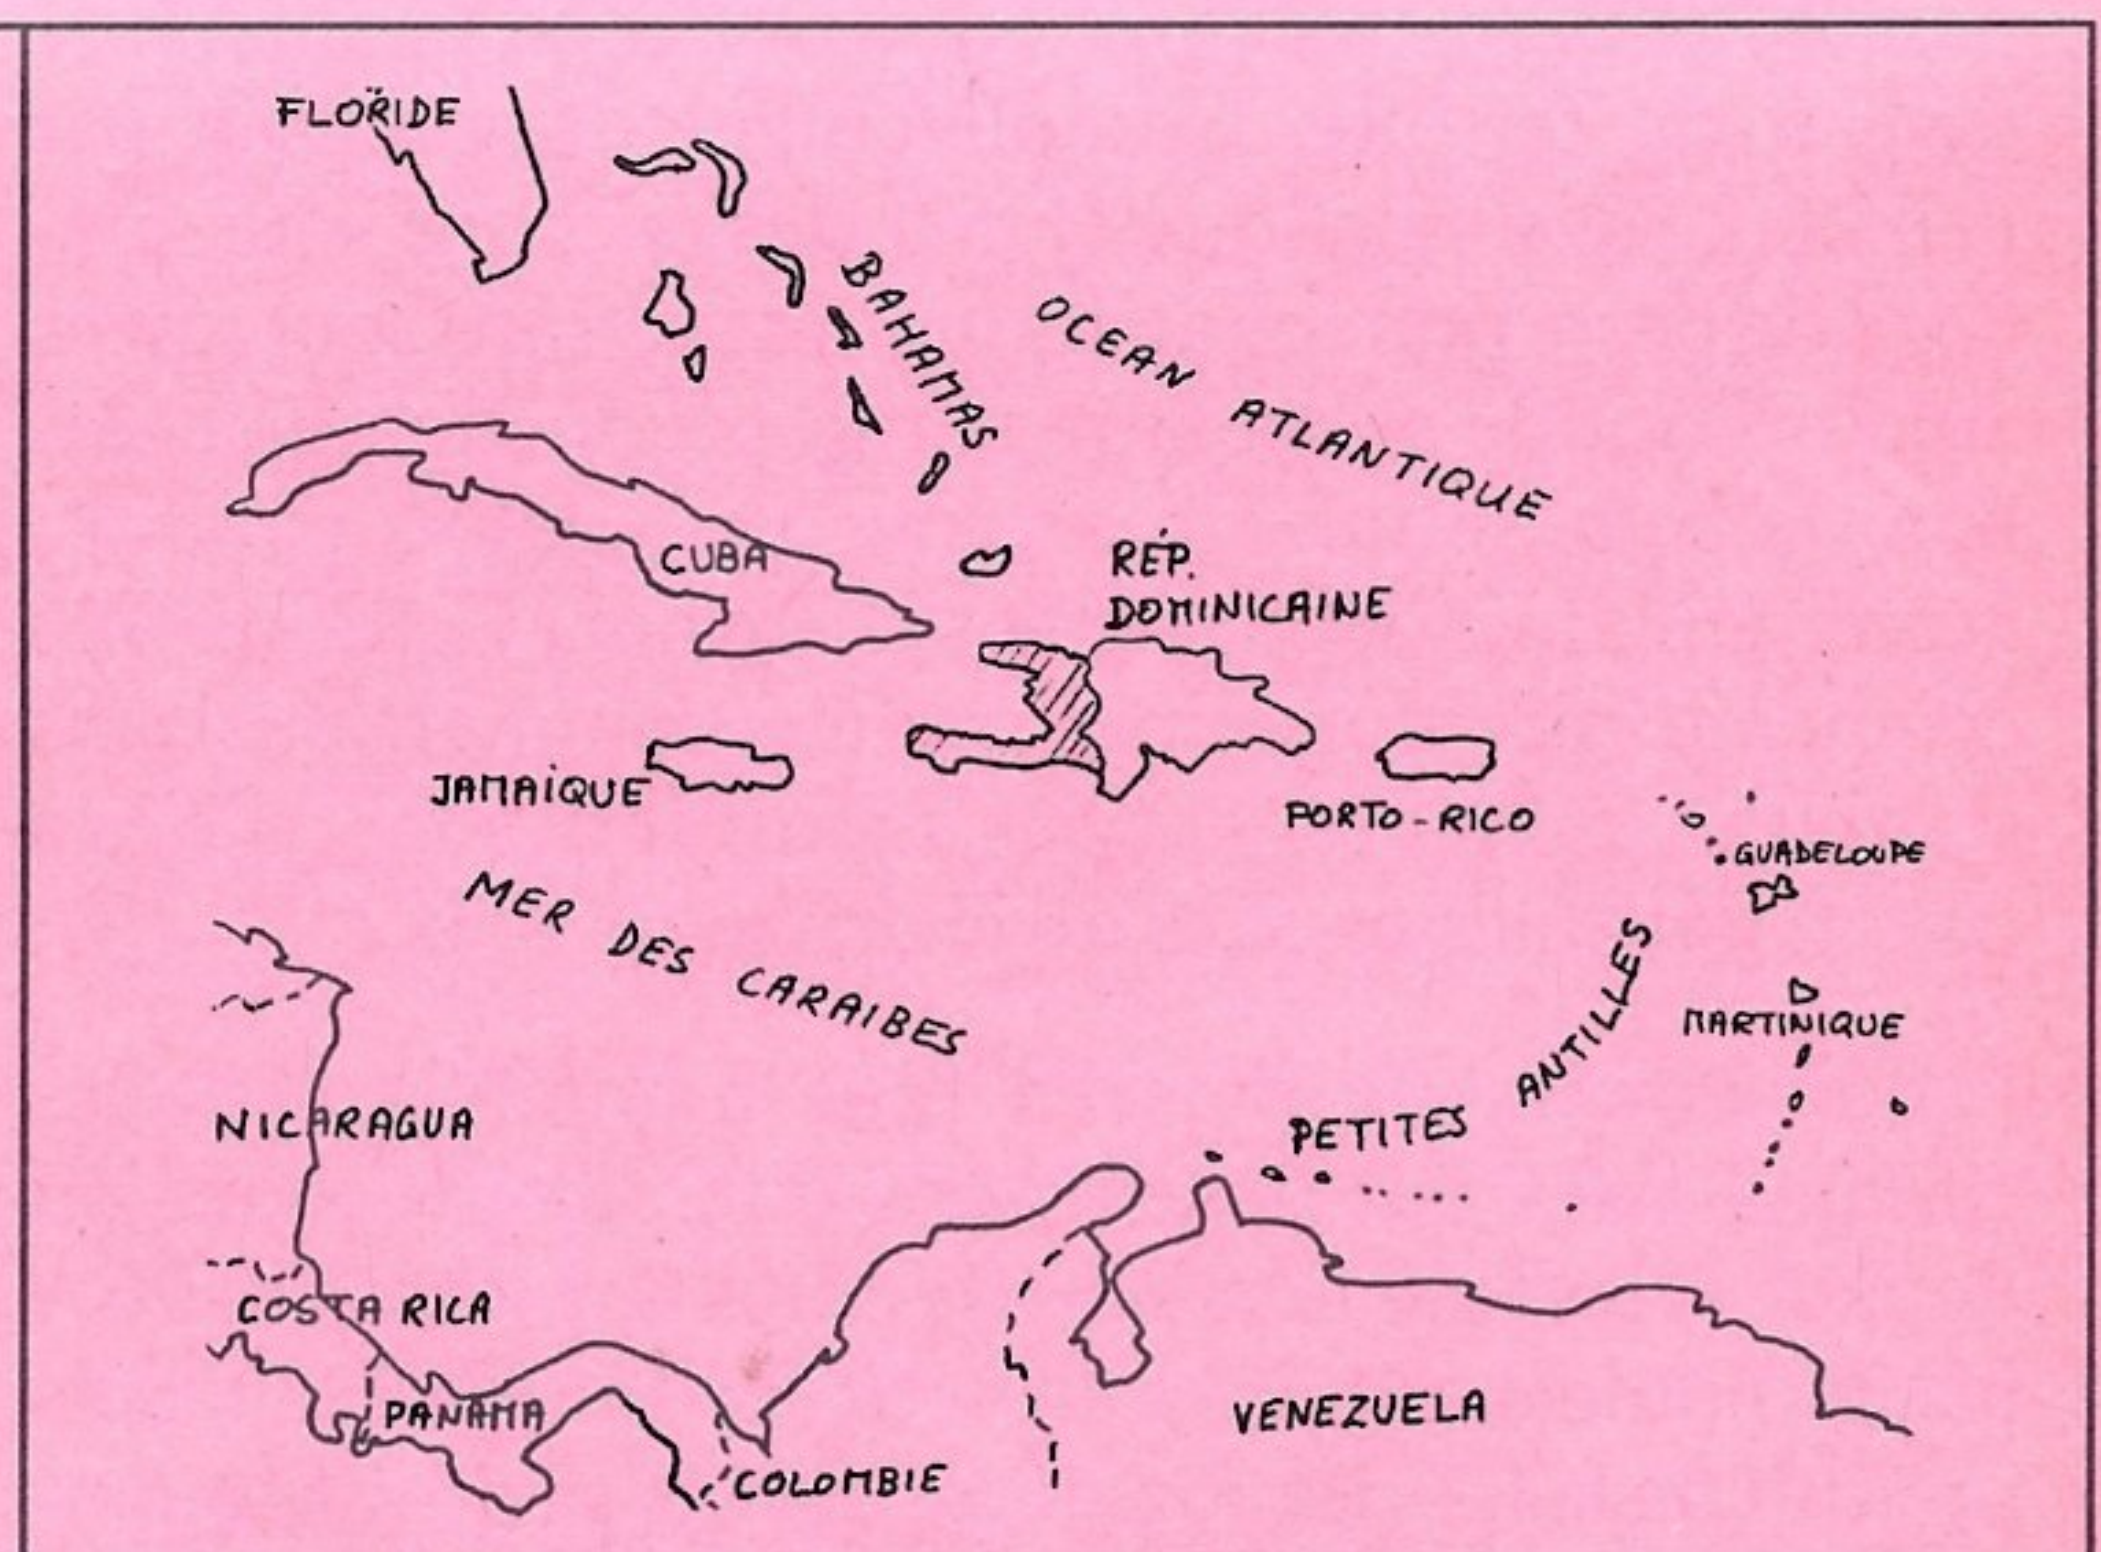 FLORIDE
BAHAMAS
OCEAN ATLANTIQUE
CUBA
RÉP.
DOMINICAINE
JAMAÏQUE
PORTO-RICO
GUADELOUPE
MER DES CARAIBES
MARTINIQUE
PETITES ANTILLES
NICARAGUA
COSTA RICA
PANAMA
COLOMBIE
VENEZUELA